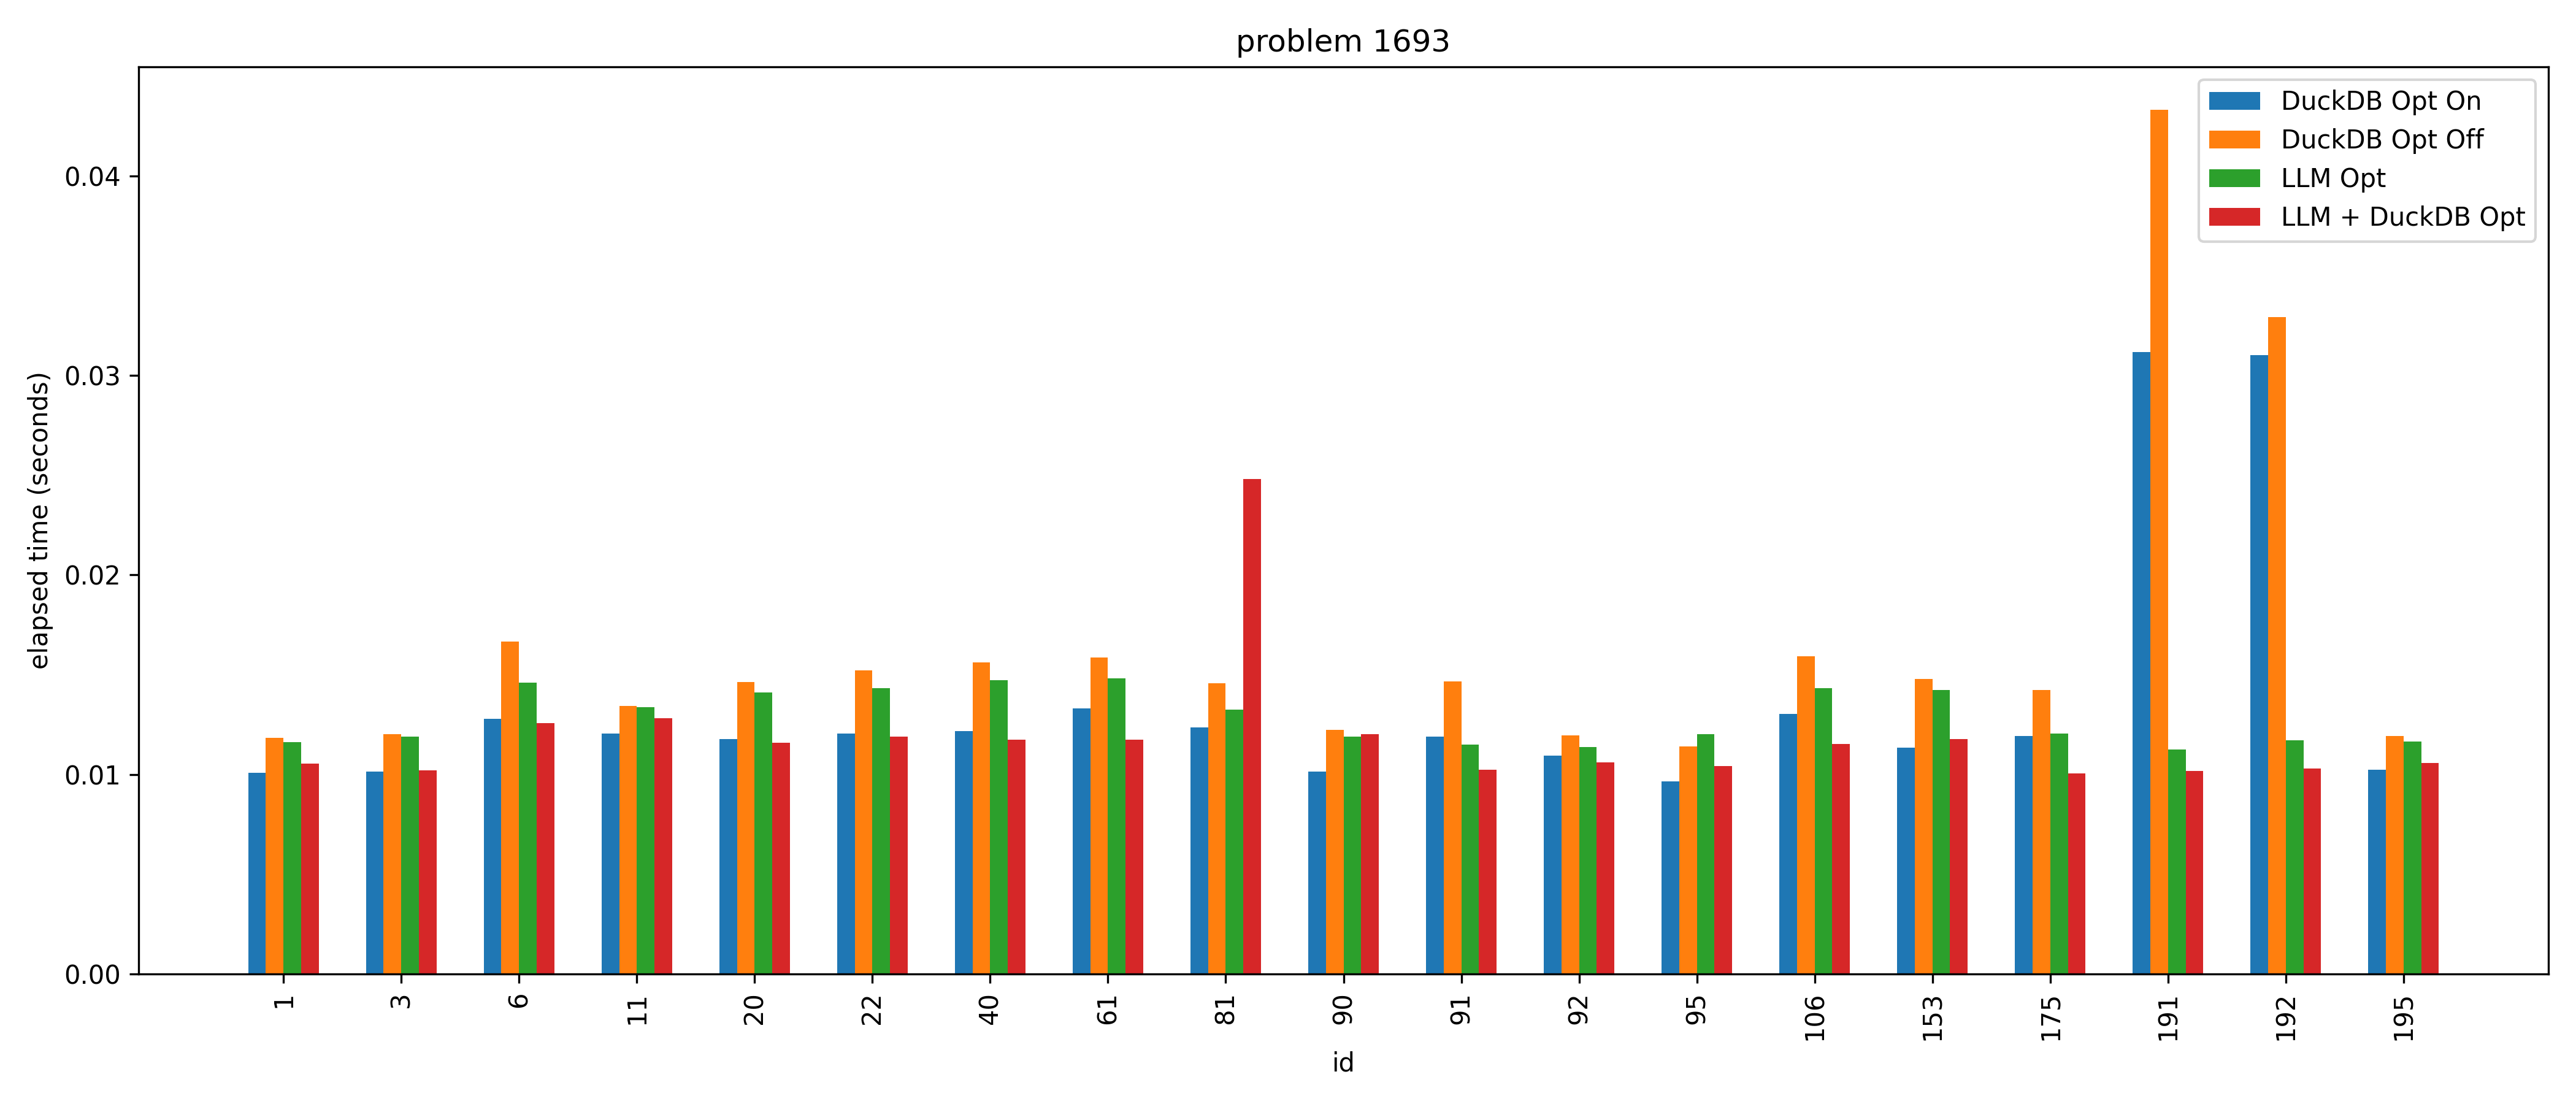 problem 1693
DuckDB Opt On
DuckDB Opt Off
LLM Opt
LLM + DuckDB Opt
elapsed time (seconds)
0.04
0.03
0.02
0.01
0.00
1 3 6 11 20 22 40 61 81 90 91 92 95 106 153 175 191 192 195
id